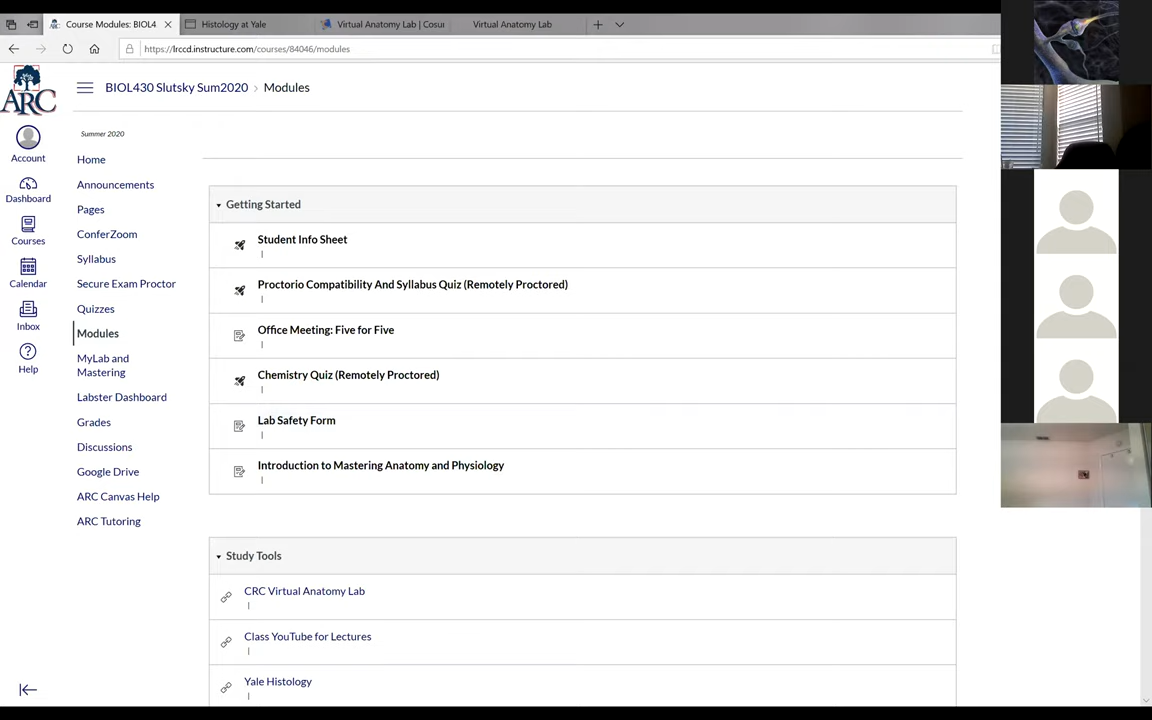 Course Modules: BIOL4
Histology at Yale
Virtual Anatomy Lab | Cosu
Virtual Anatomy Lab
https://lrccd.instructure.com/courses/84046/modules
ARC
BIOL430 Slutsky Sum2020 › Modules
Account
Dashboard
Courses
Calendar
Inbox
Help
Summer 2020
Home
Announcements
Pages
ConferZoom
Syllabus
Secure Exam Proctor
Quizzes
Modules
MyLab and
Mastering
Labster Dashboard
Grades
Discussions
Google Drive
ARC Canvas Help
ARC Tutoring
Getting Started
Student Info Sheet
Proctorio Compatibility And Syllabus Quiz (Remotely Proctored)
Office Meeting: Five for Five
Chemistry Quiz (Remotely Proctored)
Lab Safety Form
Introduction to Mastering Anatomy and Physiology
Study Tools
CRC Virtual Anatomy Lab
Class YouTube for Lectures
Yale Histology